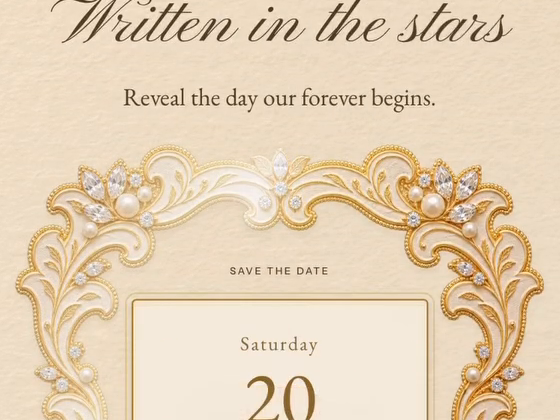 Written in the stars
Reveal the day our forever begins.
SAVE THE DATE
Saturday
20